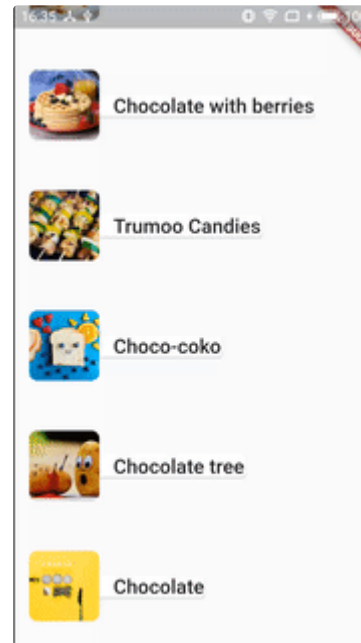 16:35
Chocolate with berries
Trumoo Candies
Choco-coko
Chocolate tree
Chocolate